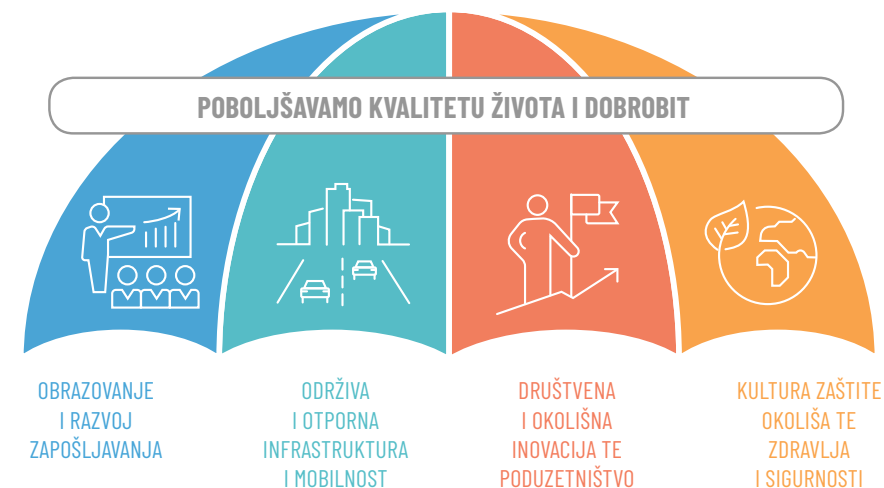 POBOLJŠAVAMO KVALITETU ŽIVOTA I DOBROBIT
OBRAZOVANJE
I RAZVOJ
ZAPOŠLJAVANJA
ODRŽIVA
I OTPORNA
INFRASTRUKTURA
I MOBILNOST
DRUŠTVENA
I OKOLIŠNA
INOVACIJA TE
PODUZETNIŠTVO
KULTURA ZAŠTITE
OKOLIŠA TE
ZDRAVLJA
I SIGURNOSTI